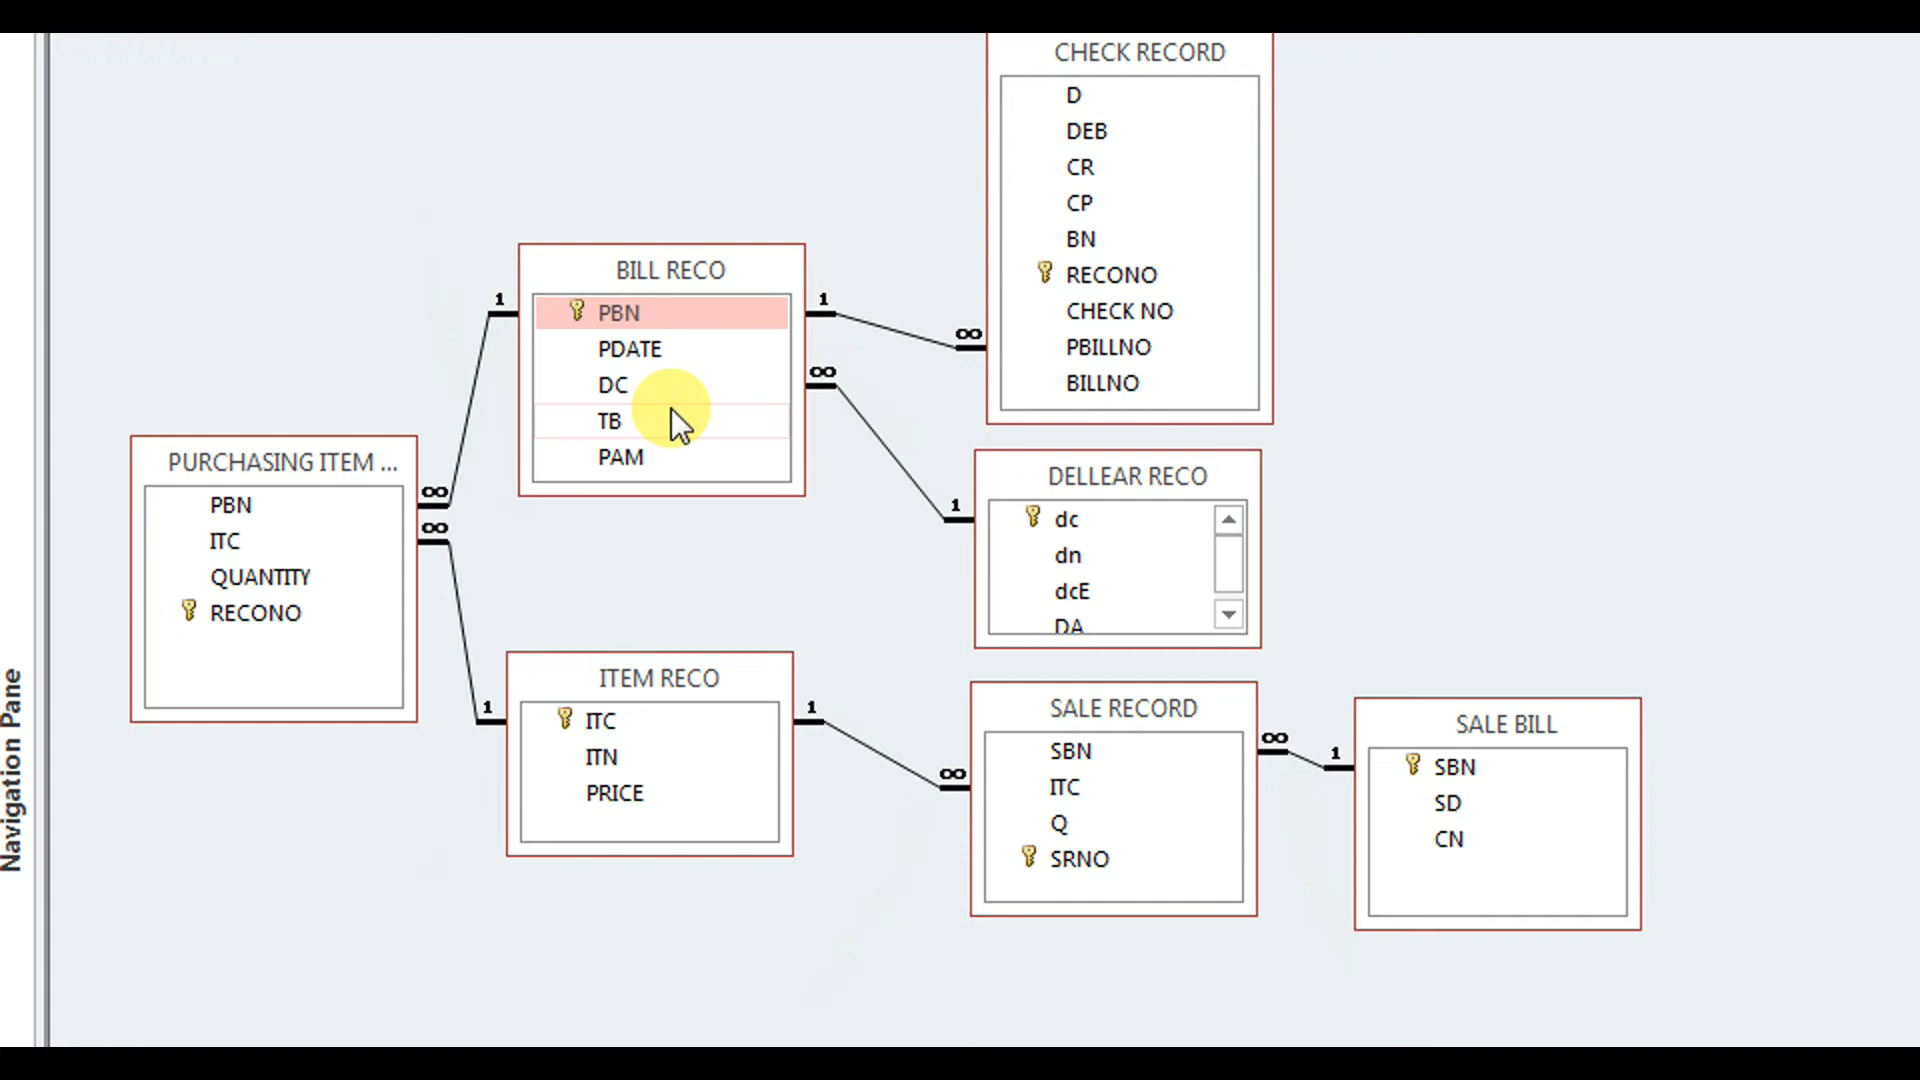 CHECK RECORD
D
DEB
CR
CP
BN
RECONO
CHECK NO
PBILLNO
BILLNO
BILL RECO
PBN
PDATE
DC
TB
PAM
1
1
∞
∞
1
PURCHASING ITEM ...
PBN
ITC
QUANTITY
RECONO
∞
∞
1
DELLEAR RECO
dc
dn
dcE
DA
ITEM RECO
ITC
ITN
PRICE
1
∞
SALE RECORD
SBN
ITC
Q
SRNO
∞
1
SALE BILL
SBN
SD
CN
Navigation Pane